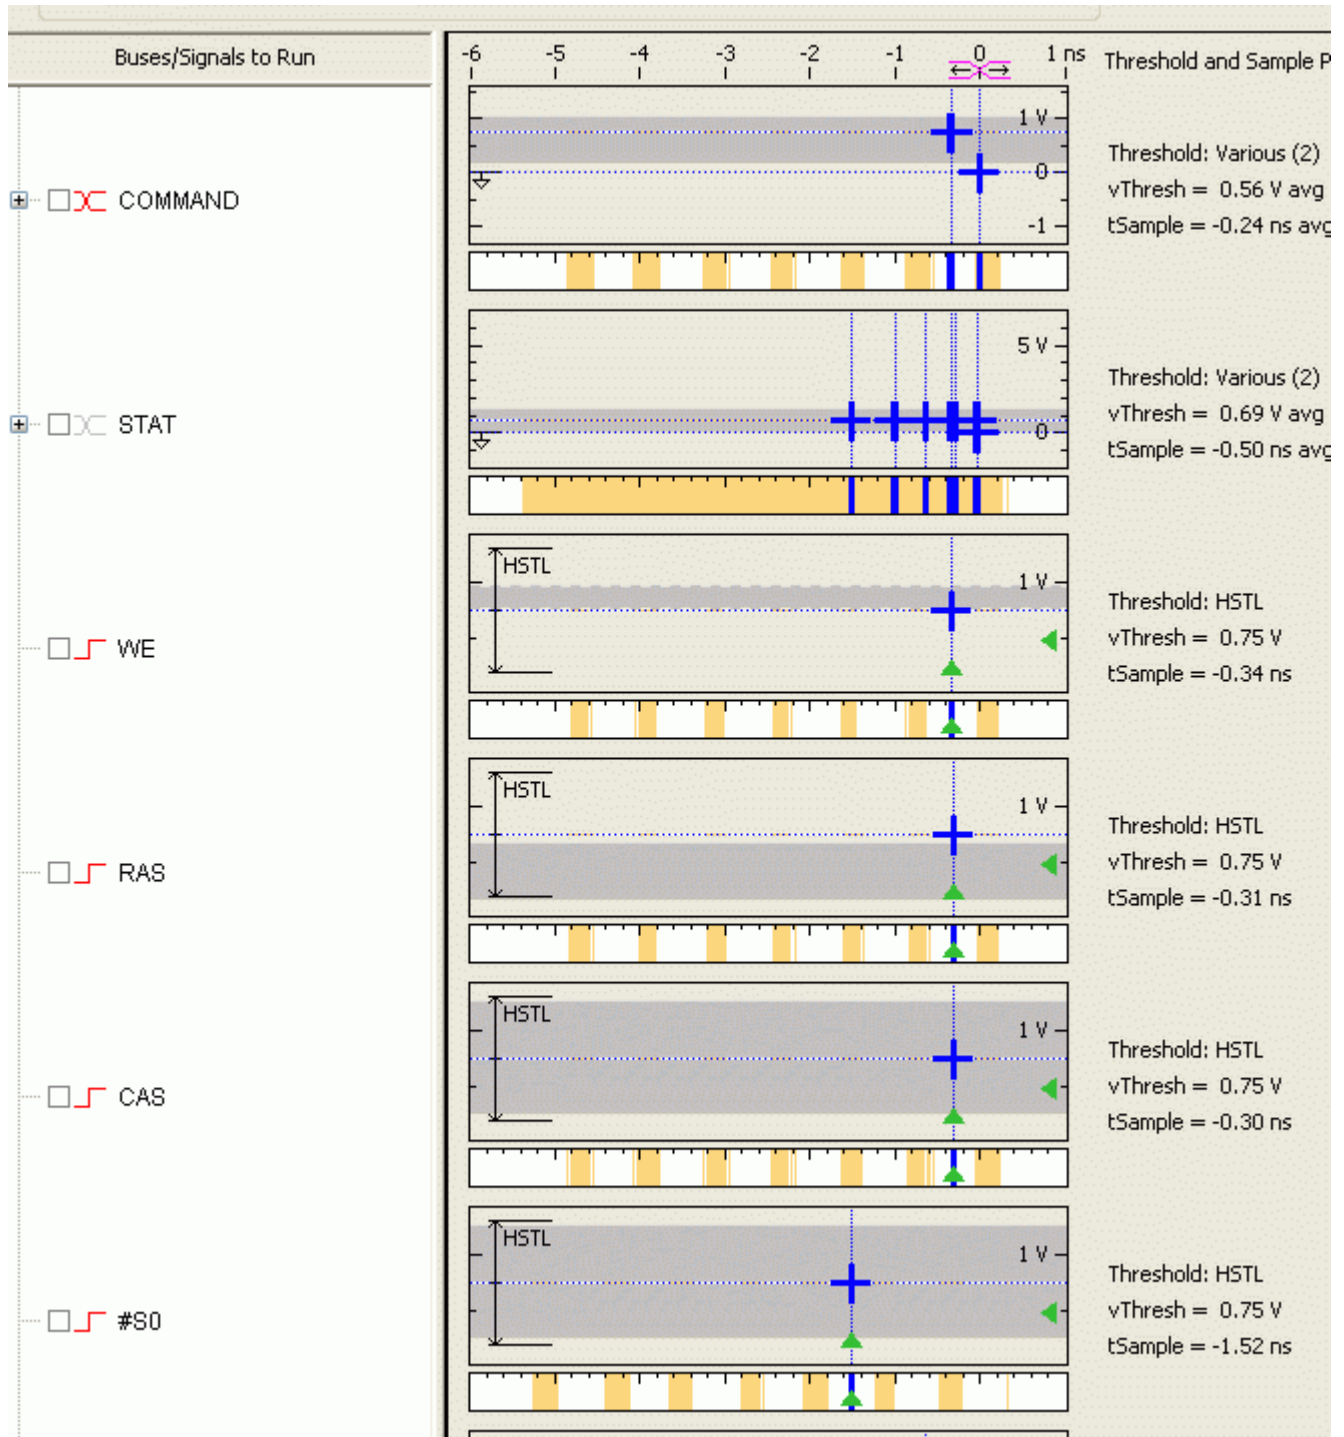 Buses/Signals to Run
-6 -5 -4 -3 -2 -1 0 1 ns
Threshold and Sample P
COMMAND
1 V
0
-1
Threshold: Various (2)
vThresh = 0.56 V avg
tSample = -0.24 ns avg
STAT
5 V
0
Threshold: Various (2)
vThresh = 0.69 V avg
tSample = -0.50 ns avg
WE
HSTL
1 V
Threshold: HSTL
vThresh = 0.75 V
tSample = -0.34 ns
RAS
HSTL
1 V
Threshold: HSTL
vThresh = 0.75 V
tSample = -0.31 ns
CAS
HSTL
1 V
Threshold: HSTL
vThresh = 0.75 V
tSample = -0.30 ns
#S0
HSTL
1 V
Threshold: HSTL
vThresh = 0.75 V
tSample = -1.52 ns